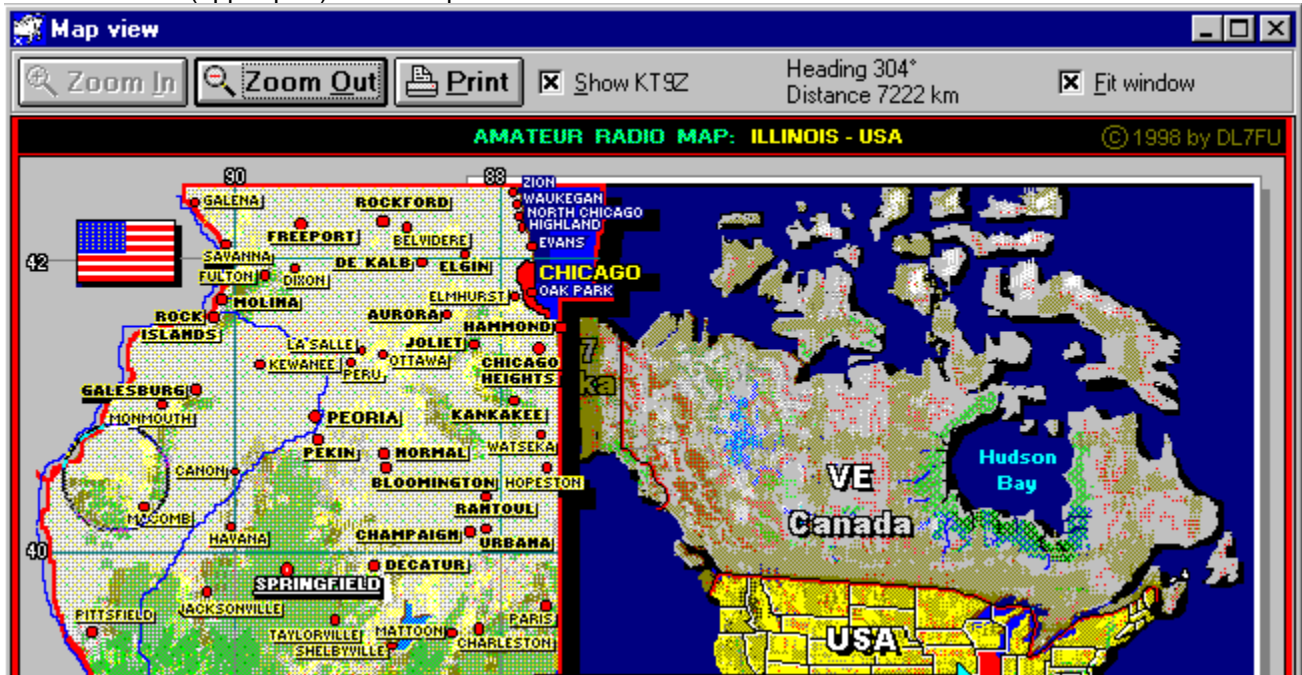 Map view
Zoom In Zoom Out Print Show KT9Z Heading 304° Fit window
Distance 7222 km
AMATEUR RADIO MAP: ILLINOIS - USA © 1998 by DL7FU
90 88 ZION
GALENA ROCKFORD WAUKEGAN
NORTH CHICAGO
FREEPORT HIGHLAND
BELVIDERE EVANS
SAVANNA
42 DE KALB ELGIN
FULTON DIXON CHICAGO
ELMHURST OAK PARK
MOLINA
ROCK AURORA
ISLANDS HAMMOND
LA SALLE JOLIET
KEWANEE PERU OTTAWA CHICAGO
HEIGHTS
7
ka
GALESBURG
MONMOUTH PEORIA KANKAKEE
PEKIN NORMAL WATSEKA
CANON BLOOMINGTON HOPESTON
RANTOUL
MACOMB
HAVANA CHAMPAIGN URBANA
40
SPRINGFIELD DECATUR
PITTSFIELD JACKSONVILLE PARIS
TAYLORVILLE MATTOON
SHELBYVILLE CHARLESTON
Hudson
Bay
VE
Canada
USA